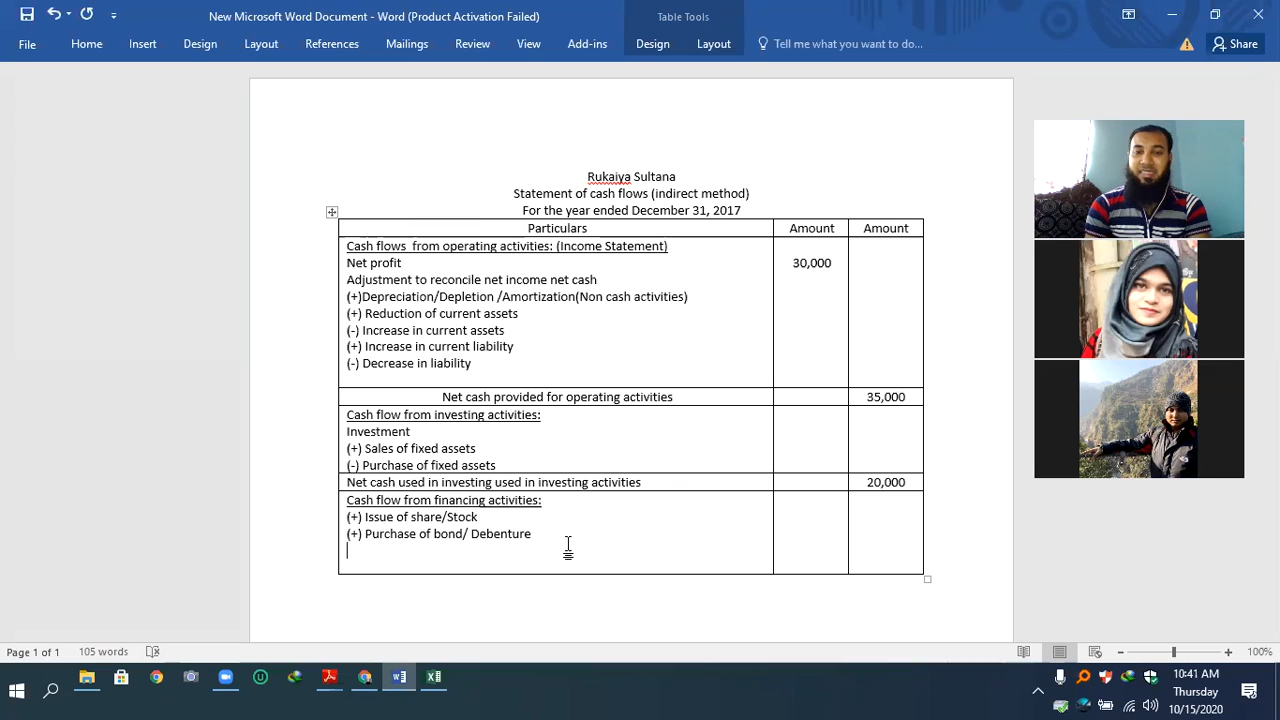 New Microsoft Word Document - Word (Product Activation Failed)
Table Tools
File Home Insert Design Layout References Mailings Review View Add-ins Design Layout Tell me what you want to do... Share
Rukaiya Sultana
Statement of cash flows (indirect method)
For the year ended December 31, 2017
Particulars Amount Amount
Cash flows from operating activities: (Income Statement)
Net profit 30,000
Adjustment to reconcile net income net cash
(+)Depreciation/Depletion /Amortization(Non cash activities)
(+) Reduction of current assets
(-) Increase in current assets
(+) Increase in current liability
(-) Decrease in liability
Net cash provided for operating activities 35,000
Cash flow from investing activities:
Investment
(+) Sales of fixed assets
(-) Purchase of fixed assets
Net cash used in investing used in investing activities 20,000
Cash flow from financing activities:
(+) Issue of share/Stock
(+) Purchase of bond/ Debenture
Page 1 of 1 105 words 100%
10:41 AM
Thursday
10/15/2020